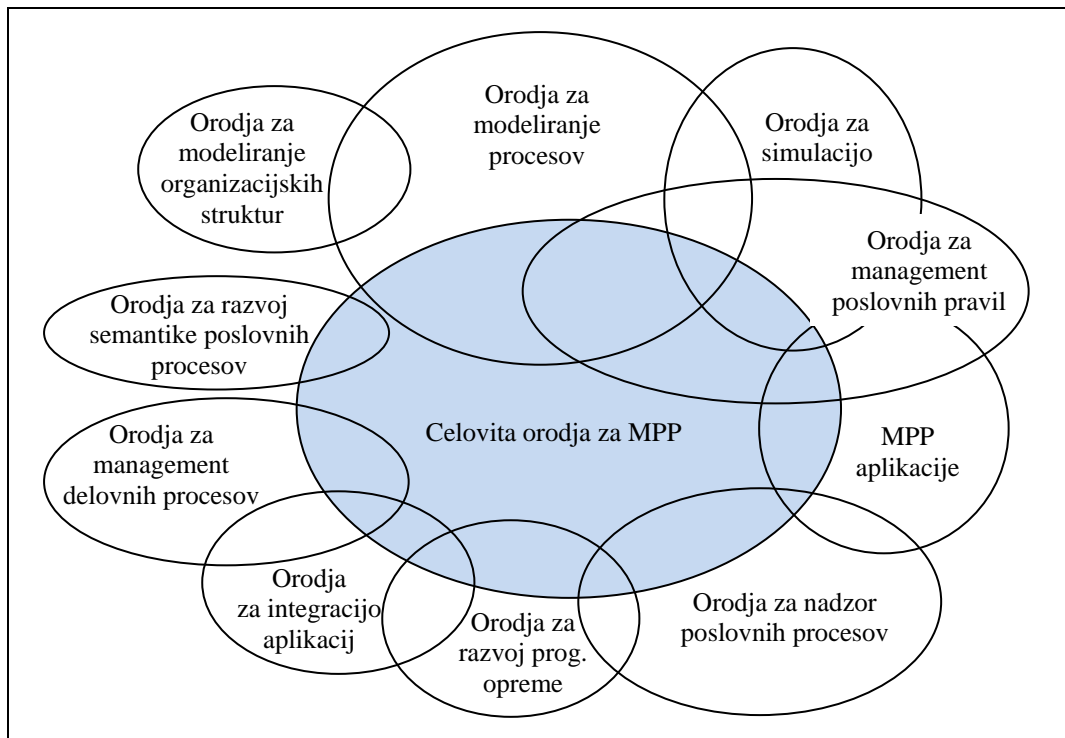 Orodja za
modeliranje
procesov
Orodja za
modeliranje
organizacijskih
struktur
Orodja za
simulacijo
Orodja za
management
poslovnih pravil
Orodja za razvoj
semantike poslovnih
procesov
Celovita orodja za MPP
Orodja za
management
delovnih procesov
MPP
aplikacije
Orodja
za integracijo
aplikacij
Orodja za
razvoj prog.
opreme
Orodja za nadzor
poslovnih procesov